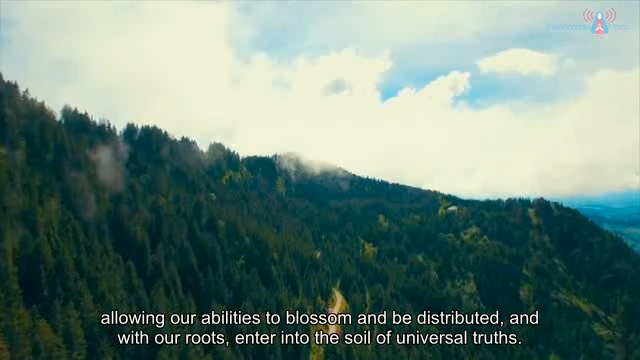 allowing our abilities to blossom and be distributed, and
with our roots, enter into the soil of universal truths.